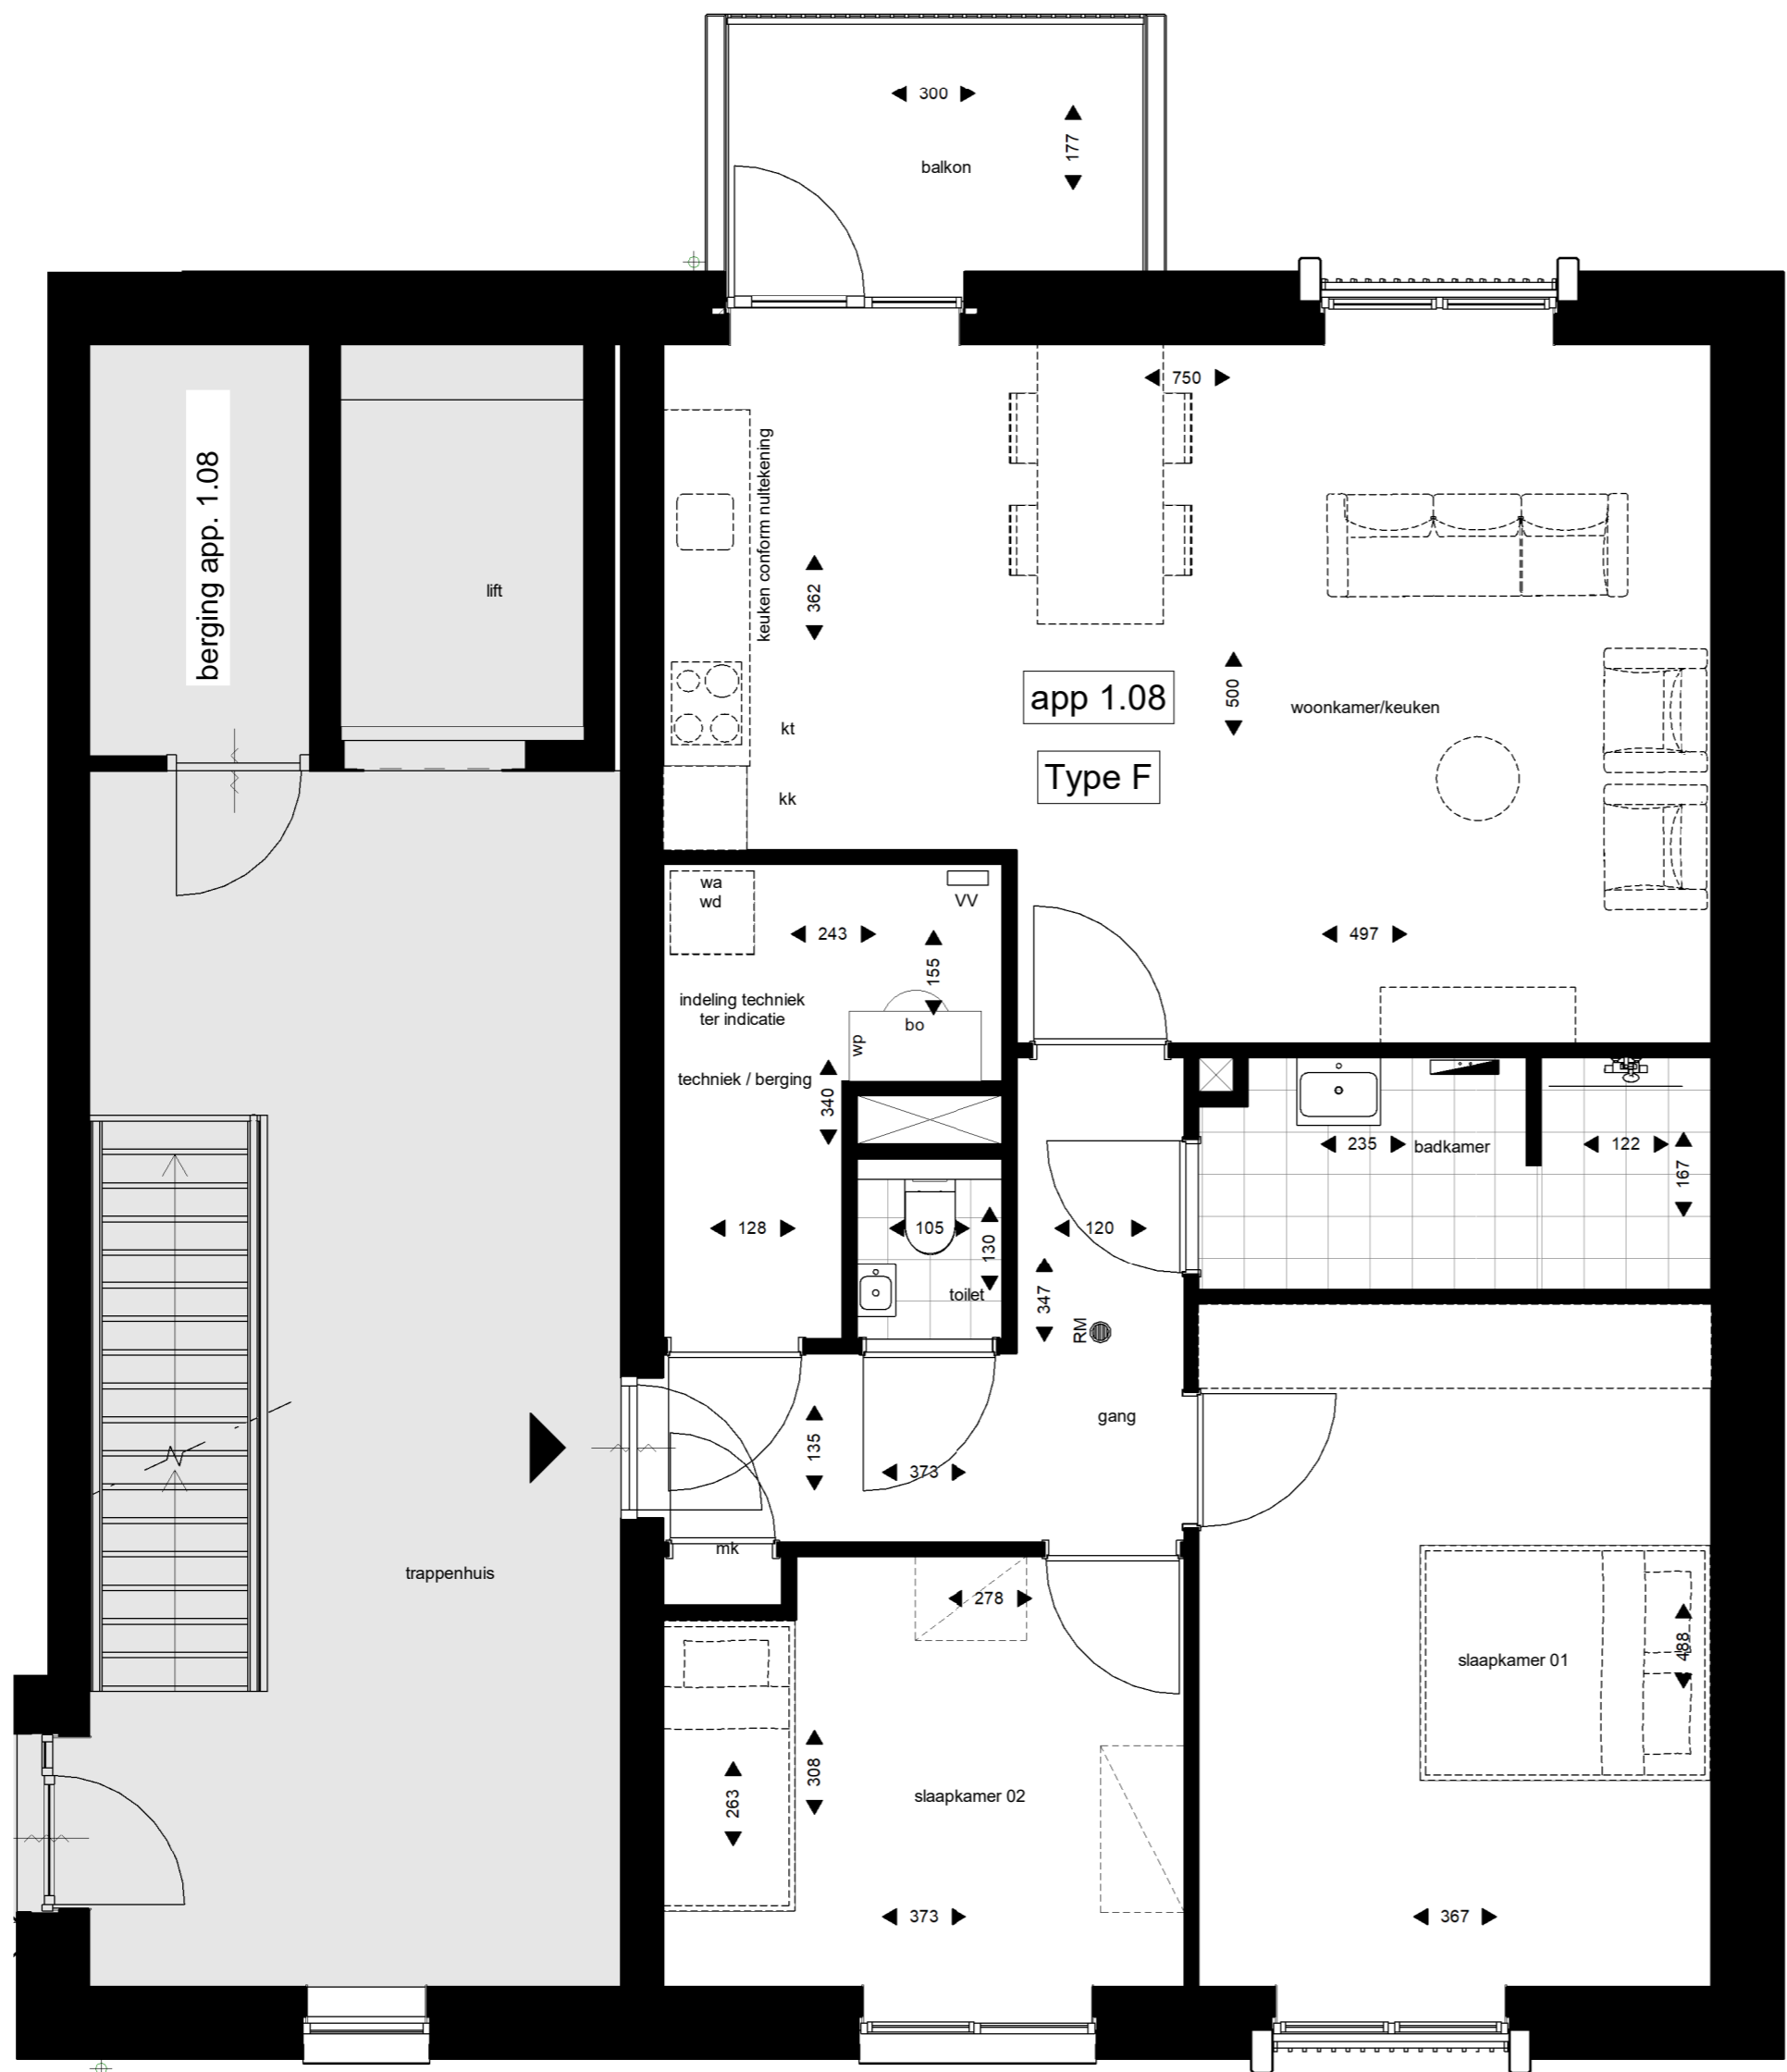 300
177
balkon
750
berging app. 1.08
lift
keuken conform nultekening
362
kt
kk
app 1.08
Type F
500
woonkamer/keuken
wa
wd
VV
243
155
497
indeling techniek
ter indicatie
bo
wp
techniek / berging
340
235
badkamer
122
167
128
105
130
toilet
120
347
RM
gang
135
373
mk
trappenhuis
278
slaapkamer 01
488
308
263
slaapkamer 02
373
367